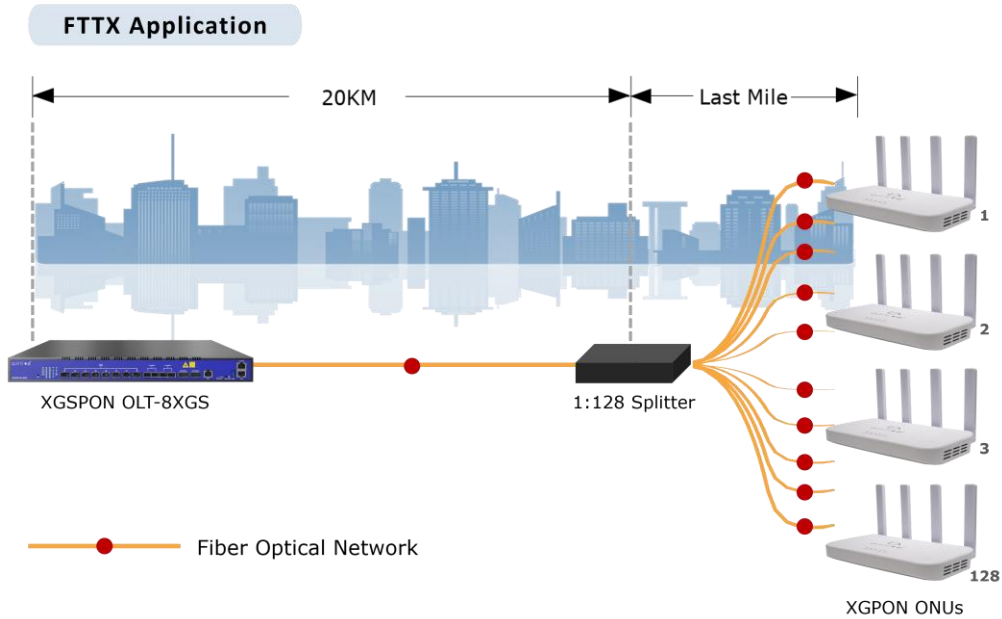 FTTX Application
20KM
Last Mile
1
2
XGSPON OLT-8XGS
1:128 Splitter
3
Fiber Optical Network
128
XGPON ONUs